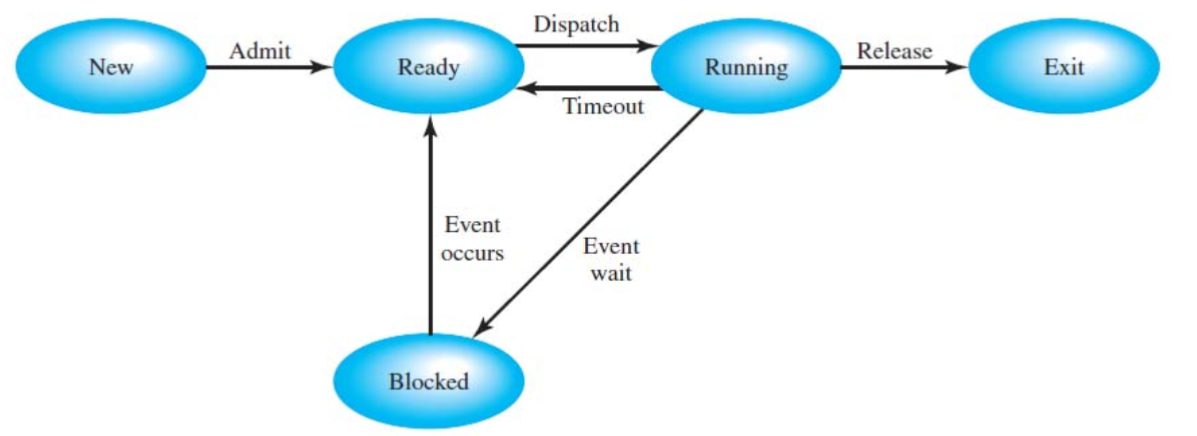 Dispatch
Admit
Release
New
Ready
Running
Exit
Timeout
Event
occurs
Event
wait
Blocked